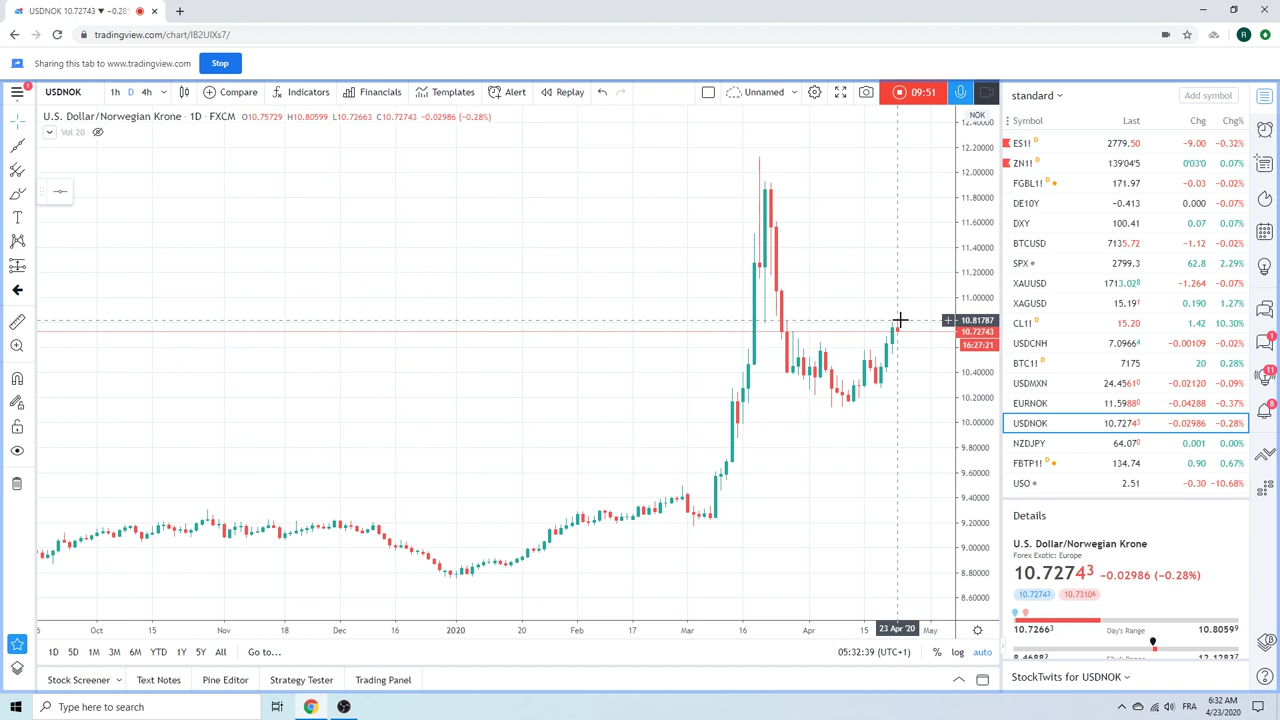 USDNOK 10.72743 ▼ −0.28%
tradingview.com/chart/IB2UIXs7/
R
Sharing this tab to www.tradingview.com Stop
USDNOK 1h D 4h Compare Indicators Financials Templates Alert Replay Unnamed 09:51
U.S. Dollar/Norwegian Krone · 1D · FXCM O10.75729 H10.80599 L10.72663 C10.72743 −0.02986 (−0.28%)
Vol 20
NOK
12.40000
12.20000
12.00000
11.80000
11.60000
11.40000
11.20000
11.00000
10.81787
10.72743
16:27:21
10.40000
10.20000
10.00000
9.80000
9.60000
9.40000
9.20000
9.00000
8.80000
8.60000
Oct 15 Nov 18 Dec 16 2020 20 Feb 17 Mar 16 Apr 15 23 Apr '20 May
1D 5D 1M 3M 6M YTD 1Y 5Y All Go to... 05:32:39 (UTC+1) % log auto
Stock Screener Text Notes Pine Editor Strategy Tester Trading Panel
standard Add symbol
Symbol Last Chg Chg%
ES1! D 2779.50 −9.00 −0.32%
ZN1! D 139'04'5 0'03'0 0.07%
FGBL1! D 171.97 −0.03 −0.02%
DE10Y −0.413 0.000 −0.07%
DXY 100.41 0.07 0.07%
BTCUSD 7135.72 −1.12 −0.02%
SPX 2799.3 62.8 2.29%
XAUUSD 1713.028 −1.264 −0.07%
XAGUSD 15.191 0.190 1.27%
CL1! D 15.20 1.42 10.30%
USDCNH 7.09664 −0.00109 −0.02%
BTC1! D 7175 20 0.28%
USDMXN 24.45610 −0.02120 −0.09%
EURNOK 11.59880 −0.04288 −0.37%
USDNOK 10.72743 −0.02986 −0.28%
NZDJPY 64.070 0.001 0.00%
FBTP1! D 134.74 0.90 0.67%
USO 2.51 −0.30 −10.68%
Details
U.S. Dollar/Norwegian Krone
Forex Exotic: Europe
10.72743 −0.02986 (−0.28%)
10.72743 10.73106
10.72663 Day's Range 10.80599
StockTwits for USDNOK
1
1
11
8
Type here to search
FRA
6:32 AM
4/23/2020